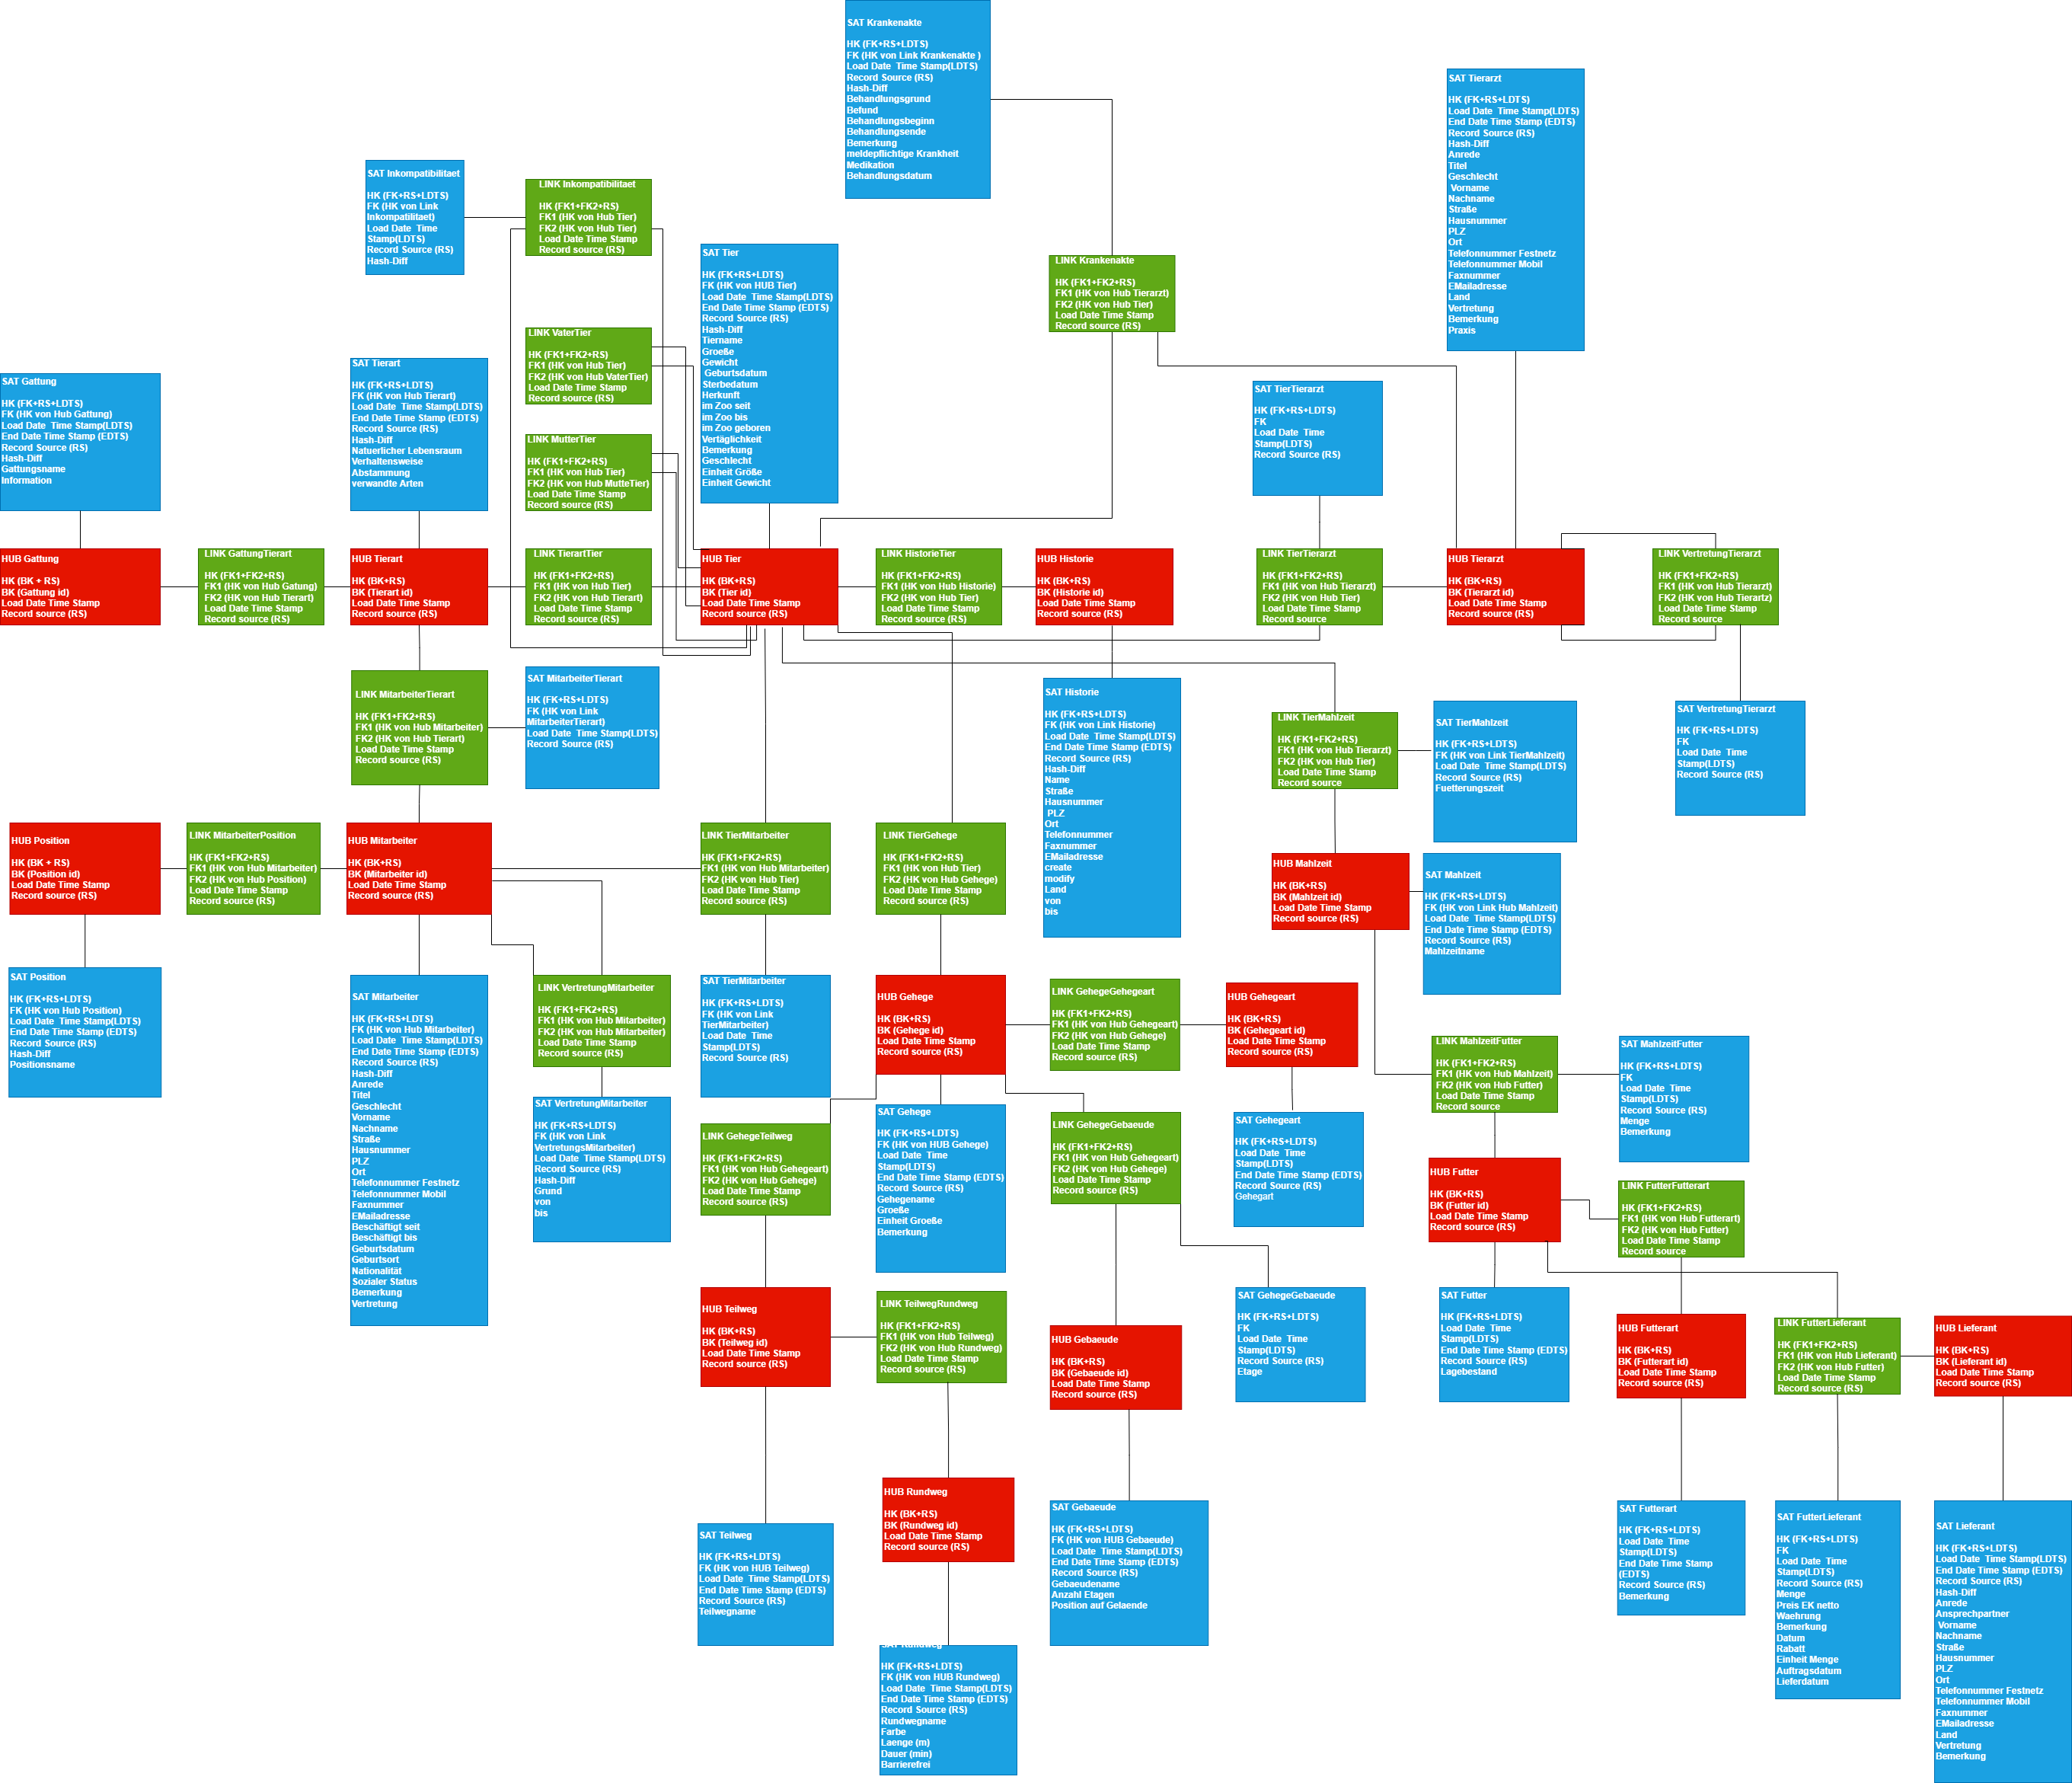 SAT Krankenakte
HK (FK+RS+LDTS)
FK (HK von Link Krankenakte )
Load Date  Time Stamp(LDTS)
Record Source (RS)
Hash-Diff
Behandlungsgrund
Befund
Behandlungsbeginn
Behandlungsende
Bemerkung
meldepflichtige Krankheit
Medikation
Behandlungsdatum
SAT Tierarzt
HK (FK+RS+LDTS)
Load Date  Time Stamp(LDTS)
End Date Time Stamp (EDTS)
Record Source (RS)
Hash-Diff
Anrede
Titel
Geschlecht
Vorname
Nachname
Straße
Hausnummer
PLZ
Ort
Telefonnummer Festnetz
Telefonnummer Mobil
Faxnummer
EMailadresse
Land
Vertretung
Bemerkung
Praxis
SAT Inkompatibilitaet
HK (FK+RS+LDTS)
FK (HK von Link
Inkompatilitaet)
Load Date  Time
Stamp(LDTS)
Record Source (RS)
Hash-Diff
LINK Inkompatibilitaet
HK (FK1+FK2+RS)
FK1 (HK von Hub Tier)
FK2 (HK von Hub Tier)
Load Date Time Stamp
Record source (RS)
SAT Tier
HK (FK+RS+LDTS)
FK (HK von HUB Tier)
Load Date  Time Stamp(LDTS)
End Date Time Stamp (EDTS)
Record Source (RS)
Hash-Diff
Tiername
Groeße
Gewicht
Geburtsdatum
Sterbedatum
Herkunft
im Zoo seit
im Zoo bis
im Zoo geboren
Vertäglichkeit
Bemerkung
Geschlecht
Einheit Größe
Einheit Gewicht
LINK Krankenakte
HK (FK1+FK2+RS)
FK1 (HK von Hub Tierarzt)
FK2 (HK von Hub Tier)
Load Date Time Stamp
Record source (RS)
LINK VaterTier
HK (FK1+FK2+RS)
FK1 (HK von Hub Tier)
FK2 (HK von Hub VaterTier)
Load Date Time Stamp
Record source (RS)
SAT Gattung
HK (FK+RS+LDTS)
FK (HK von Hub Gattung)
Load Date  Time Stamp(LDTS)
End Date Time Stamp (EDTS)
Record Source (RS)
Hash-Diff
Gattungsname
Information
SAT Tierart
HK (FK+RS+LDTS)
FK (HK von Hub Tierart)
Load Date  Time Stamp(LDTS)
End Date Time Stamp (EDTS)
Record Source (RS)
Hash-Diff
Natuerlicher Lebensraum
Verhaltensweise
Abstammung
verwandte Arten
LINK MutterTier
HK (FK1+FK2+RS)
FK1 (HK von Hub Tier)
FK2 (HK von Hub MutteTier)
Load Date Time Stamp
Record source (RS)
SAT TierTierarzt
HK (FK+RS+LDTS)
FK
Load Date  Time
Stamp(LDTS)
Record Source (RS)
HUB Gattung
HK (BK + RS)
BK (Gattung id)
Load Date Time Stamp
Record source (RS)
LINK GattungTierart
HK (FK1+FK2+RS)
FK1 (HK von Hub Gatung)
FK2 (HK von Hub Tierart)
Load Date Time Stamp
Record source (RS)
HUB Tierart
HK (BK+RS)
BK (Tierart id)
Load Date Time Stamp
Record source (RS)
LINK TierartTier
HK (FK1+FK2+RS)
FK1 (HK von Hub Tier)
FK2 (HK von Hub Tierart)
Load Date Time Stamp
Record source (RS)
HUB Tier
HK (BK+RS)
BK (Tier id)
Load Date Time Stamp
Record source (RS)
LINK HistorieTier
HK (FK1+FK2+RS)
FK1 (HK von Hub Historie)
FK2 (HK von Hub Tier)
Load Date Time Stamp
Record source (RS)
HUB Historie
HK (BK+RS)
BK (Historie id)
Load Date Time Stamp
Record source (RS)
LINK TierTierarzt
HK (FK1+FK2+RS)
FK1 (HK von Hub Tierarzt)
FK2 (HK von Hub Tier)
Load Date Time Stamp
Record source
HUB Tierarzt
HK (BK+RS)
BK (Tierarzt id)
Load Date Time Stamp
Record source (RS)
LINK VertretungTierarzt
HK (FK1+FK2+RS)
FK1 (HK von Hub Tierarzt)
FK2 (HK von Hub Tierartz)
Load Date Time Stamp
Record source
LINK MitarbeiterTierart
HK (FK1+FK2+RS)
FK1 (HK von Hub Mitarbeiter)
FK2 (HK von Hub Tierart)
Load Date Time Stamp
Record source (RS)
SAT MitarbeiterTierart
HK (FK+RS+LDTS)
FK (HK von Link
MitarbeiterTierart)
Load Date  Time Stamp(LDTS)
Record Source (RS)
SAT Historie
HK (FK+RS+LDTS)
FK (HK von Link Historie)
Load Date  Time Stamp(LDTS)
End Date Time Stamp (EDTS)
Record Source (RS)
Hash-Diff
Name
Straße
Hausnummer
PLZ
Ort
Telefonnummer
Faxnummer
EMailadresse
create
modify
Land
von
bis
LINK TierMahlzeit
HK (FK1+FK2+RS)
FK1 (HK von Hub Tierarzt)
FK2 (HK von Hub Tier)
Load Date Time Stamp
Record source
SAT TierMahlzeit
HK (FK+RS+LDTS)
FK (HK von Link TierMahlzeit)
Load Date  Time Stamp(LDTS)
Record Source (RS)
Fuetterungszeit
SAT VertretungTierarzt
HK (FK+RS+LDTS)
FK
Load Date  Time
Stamp(LDTS)
Record Source (RS)
HUB Position
HK (BK + RS)
BK (Position id)
Load Date Time Stamp
Record source (RS)
LINK MitarbeiterPosition
HK (FK1+FK2+RS)
FK1 (HK von Hub Mitarbeiter)
FK2 (HK von Hub Position)
Load Date Time Stamp
Record source (RS)
HUB Mitarbeiter
HK (BK+RS)
BK (Mitarbeiter id)
Load Date Time Stamp
Record source (RS)
LINK TierMitarbeiter
HK (FK1+FK2+RS)
FK1 (HK von Hub Mitarbeiter)
FK2 (HK von Hub Tier)
Load Date Time Stamp
Record source (RS)
LINK TierGehege
HK (FK1+FK2+RS)
FK1 (HK von Hub Tier)
FK2 (HK von Hub Gehege)
Load Date Time Stamp
Record source (RS)
HUB Mahlzeit
HK (BK+RS)
BK (Mahlzeit id)
Load Date Time Stamp
Record source (RS)
SAT Mahlzeit
HK (FK+RS+LDTS)
FK (HK von Link Hub Mahlzeit)
Load Date  Time Stamp(LDTS)
End Date Time Stamp (EDTS)
Record Source (RS)
Mahlzeitname
SAT Position
HK (FK+RS+LDTS)
FK (HK von Hub Position)
Load Date  Time Stamp(LDTS)
End Date Time Stamp (EDTS)
Record Source (RS)
Hash-Diff
Positionsname
SAT Mitarbeiter
HK (FK+RS+LDTS)
FK (HK von Hub Mitarbeiter)
Load Date  Time Stamp(LDTS)
End Date Time Stamp (EDTS)
Record Source (RS)
Hash-Diff
Anrede
Titel
Geschlecht
Vorname
Nachname
Straße
Hausnummer
PLZ
Ort
Telefonnummer Festnetz
Telefonnummer Mobil
Faxnummer
EMailadresse
Beschäftigt seit
Beschäftigt bis
Geburtsdatum
Geburtsort
Nationalität
Sozialer Status
Bemerkung
Vertretung
LINK VertretungMitarbeiter
HK (FK1+FK2+RS)
FK1 (HK von Hub Mitarbeiter)
FK2 (HK von Hub Mitarbeiter)
Load Date Time Stamp
Record source (RS)
SAT TierMitarbeiter
HK (FK+RS+LDTS)
FK (HK von Link
TierMitarbeiter)
Load Date  Time
Stamp(LDTS)
Record Source (RS)
HUB Gehege
HK (BK+RS)
BK (Gehege id)
Load Date Time Stamp
Record source (RS)
LINK GehegeGehegeart
HK (FK1+FK2+RS)
FK1 (HK von Hub Gehegeart)
FK2 (HK von Hub Gehege)
Load Date Time Stamp
Record source (RS)
HUB Gehegeart
HK (BK+RS)
BK (Gehegeart id)
Load Date Time Stamp
Record source (RS)
LINK MahlzeitFutter
HK (FK1+FK2+RS)
FK1 (HK von Hub Mahlzeit)
FK2 (HK von Hub Futter)
Load Date Time Stamp
Record source
SAT MahlzeitFutter
HK (FK+RS+LDTS)
FK
Load Date  Time
Stamp(LDTS)
Record Source (RS)
Menge
Bemerkung
SAT VertretungMitarbeiter
HK (FK+RS+LDTS)
FK (HK von Link
VertretungsMitarbeiter)
Load Date  Time Stamp(LDTS)
Record Source (RS)
Hash-Diff
Grund
von
bis
LINK GehegeTeilweg
HK (FK1+FK2+RS)
FK1 (HK von Hub Gehegeart)
FK2 (HK von Hub Gehege)
Load Date Time Stamp
Record source (RS)
SAT Gehege
HK (FK+RS+LDTS)
FK (HK von HUB Gehege)
Load Date  Time
Stamp(LDTS)
End Date Time Stamp (EDTS)
Record Source (RS)
Gehegename
Groeße
Einheit Groeße
Bemerkung
LINK GehegeGebaeude
HK (FK1+FK2+RS)
FK1 (HK von Hub Gehegeart)
FK2 (HK von Hub Gehege)
Load Date Time Stamp
Record source (RS)
SAT Gehegeart
HK (FK+RS+LDTS)
Load Date  Time
Stamp(LDTS)
End Date Time Stamp (EDTS)
Record Source (RS)
Gehegart
HUB Futter
HK (BK+RS)
BK (Futter id)
Load Date Time Stamp
Record source (RS)
LINK FutterFutterart
HK (FK1+FK2+RS)
FK1 (HK von Hub Futterart)
FK2 (HK von Hub Futter)
Load Date Time Stamp
Record source
HUB Teilweg
HK (BK+RS)
BK (Teilweg id)
Load Date Time Stamp
Record source (RS)
LINK TeilwegRundweg
HK (FK1+FK2+RS)
FK1 (HK von Hub Teilweg)
FK2 (HK von Hub Rundweg)
Load Date Time Stamp
Record source (RS)
HUB Gebaeude
HK (BK+RS)
BK (Gebaeude id)
Load Date Time Stamp
Record source (RS)
SAT GehegeGebaeude
HK (FK+RS+LDTS)
FK
Load Date  Time
Stamp(LDTS)
Record Source (RS)
Etage
SAT Futter
HK (FK+RS+LDTS)
Load Date  Time
Stamp(LDTS)
End Date Time Stamp (EDTS)
Record Source (RS)
Lagebestand
HUB Futterart
HK (BK+RS)
BK (Futterart id)
Load Date Time Stamp
Record source (RS)
LINK FutterLieferant
HK (FK1+FK2+RS)
FK1 (HK von Hub Lieferant)
FK2 (HK von Hub Futter)
Load Date Time Stamp
Record source (RS)
HUB Lieferant
HK (BK+RS)
BK (Lieferant id)
Load Date Time Stamp
Record source (RS)
HUB Rundweg
HK (BK+RS)
BK (Rundweg id)
Load Date Time Stamp
Record source (RS)
SAT Teilweg
HK (FK+RS+LDTS)
FK (HK von HUB Teilweg)
Load Date  Time Stamp(LDTS)
End Date Time Stamp (EDTS)
Record Source (RS)
Teilwegname
SAT Gebaeude
HK (FK+RS+LDTS)
FK (HK von HUB Gebaeude)
Load Date  Time Stamp(LDTS)
End Date Time Stamp (EDTS)
Record Source (RS)
Gebaeudename
Anzahl Etagen
Position auf Gelaende
SAT Futterart
HK (FK+RS+LDTS)
Load Date  Time
Stamp(LDTS)
End Date Time Stamp
(EDTS)
Record Source (RS)
Bemerkung
SAT FutterLieferant
HK (FK+RS+LDTS)
FK
Load Date  Time
Stamp(LDTS)
Record Source (RS)
Menge
Preis EK netto
Waehrung
Bemerkung
Datum
Rabatt
Einheit Menge
Auftragsdatum
Lieferdatum
SAT Lieferant
HK (FK+RS+LDTS)
Load Date  Time Stamp(LDTS)
End Date Time Stamp (EDTS)
Record Source (RS)
Hash-Diff
Anrede
Ansprechpartner
Vorname
Nachname
Straße
Hausnummer
PLZ
Ort
Telefonnummer Festnetz
Telefonnummer Mobil
Faxnummer
EMailadresse
Land
Vertretung
Bemerkung
SAT Rundweg
HK (FK+RS+LDTS)
FK (HK von HUB Rundweg)
Load Date  Time Stamp(LDTS)
End Date Time Stamp (EDTS)
Record Source (RS)
Rundwegname
Farbe
Laenge (m)
Dauer (min)
Barrierefrei